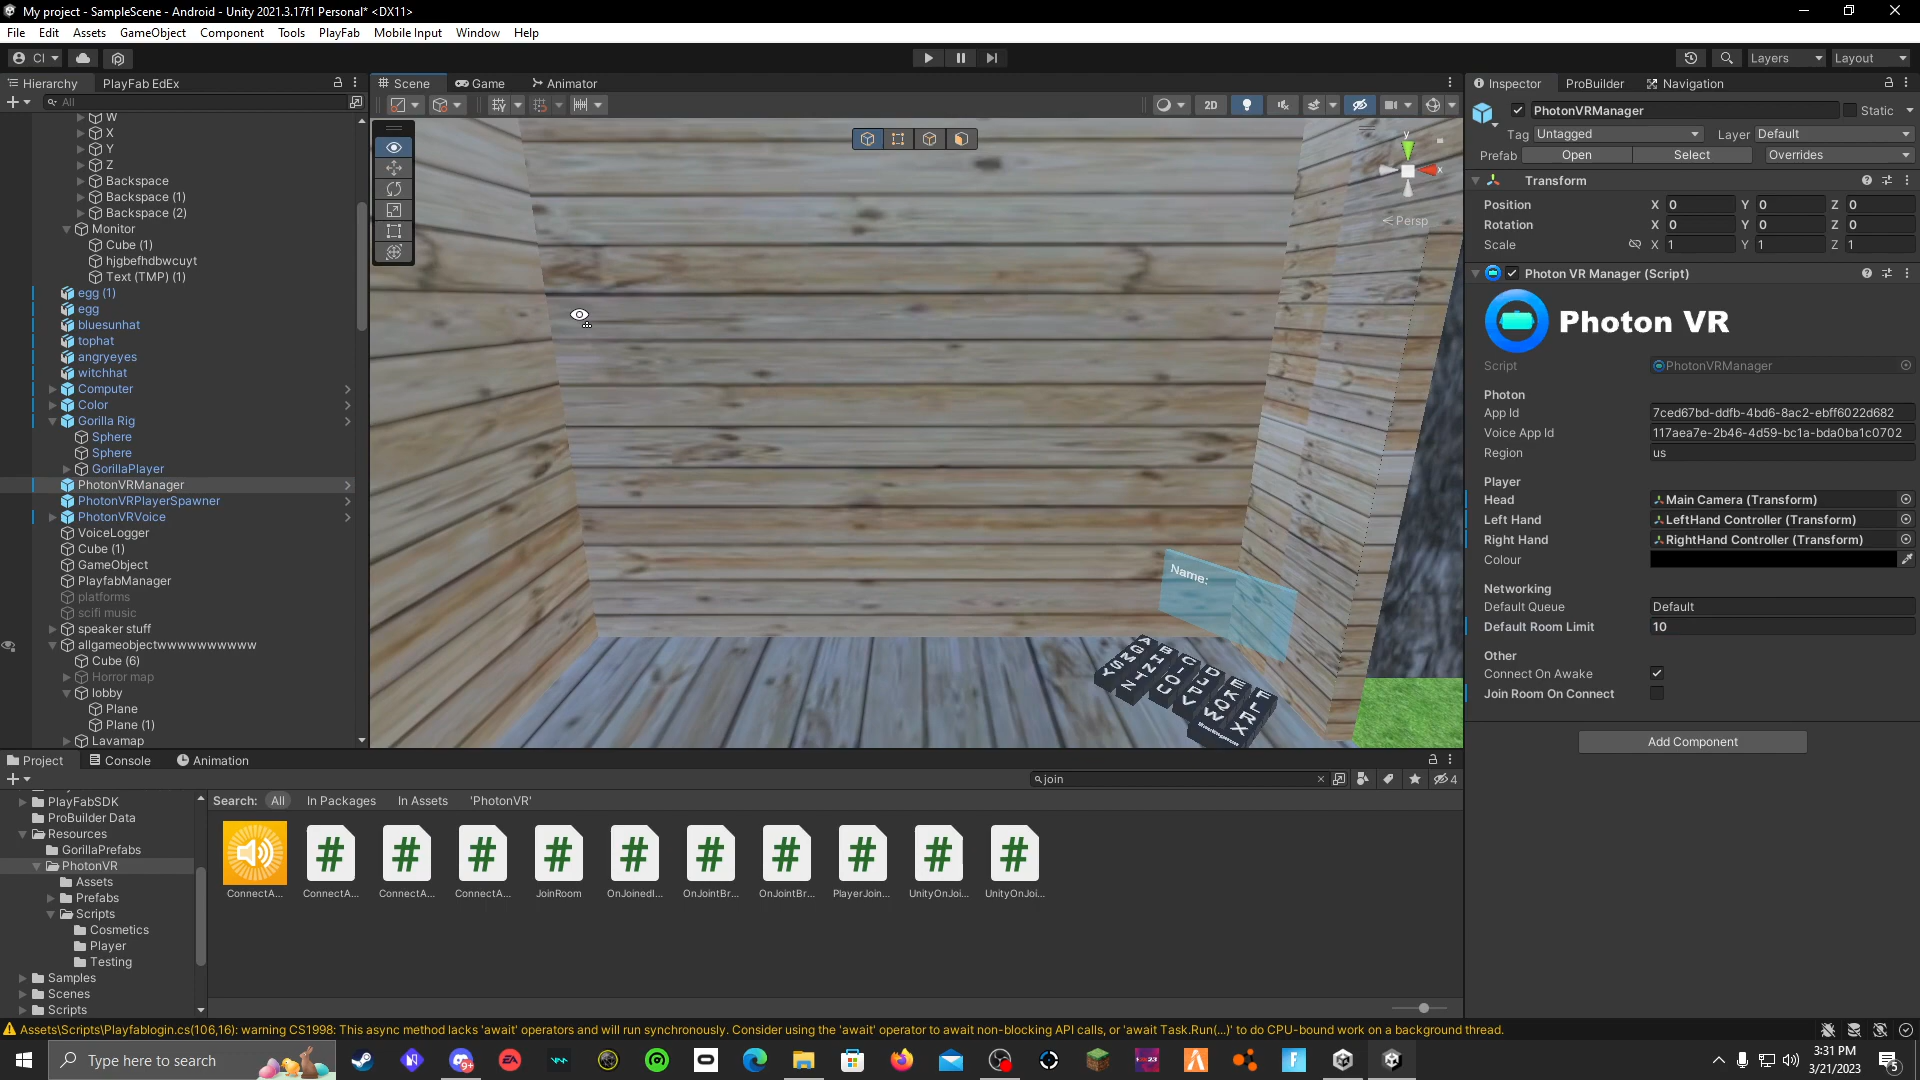 My project - SampleScene - Android - Unity 2021.3.17f1 Personal* <DX11>
File Edit Assets GameObject Component Tools PlayFab Mobile Input Window Help
CI Layers Layout
Hierarchy PlayFab EdEx Scene Game Animator Inspector ProBuilder Navigation
All 2D
PhotonVRManager Static
Tag Untagged Layer Default
Prefab Open Select Overrides
W
X
Y
Z
Backspace
Backspace (1)
Backspace (2)
Monitor
Cube (1)
hjgbefhdbwcuyt
Text (TMP) (1)
egg (1)
egg
bluesunhat
tophat
angryeyes
witchhat
Computer
Color
Gorilla Rig
Sphere
Sphere
GorillaPlayer
PhotonVRManager
PhotonVRPlayerSpawner
PhotonVRVoice
VoiceLogger
Cube (1)
GameObject
PlayfabManager
platforms
scifi music
speaker stuff
allgameobjectwwwwwwwwww
Cube (6)
Horror map
lobby
Plane
Plane (1)
Lavamap
y
x
Persp
Name:
A B C D E F
G H I J K L
M N O P Q R
S T U V W X
Y Z
Transform
Position X 0 Y 0 Z 0
Rotation X 0 Y 0 Z 0
Scale X 1 Y 1 Z 1
Photon VR Manager (Script)
Photon VR
Script PhotonVRManager
Photon
App Id 7ced67bd-ddfb-4bd6-8ac2-ebff6022d682
Voice App Id 117aea7e-2b46-4d59-bc1a-bda0ba1c0702
Region us
Player
Head Main Camera (Transform)
Left Hand LeftHand Controller (Transform)
Right Hand RightHand Controller (Transform)
Colour
Networking
Default Queue Default
Default Room Limit 10
Other
Connect On Awake
Join Room On Connect
Add Component
Project Console Animation
join 4
Search: All In Packages In Assets 'PhotonVR'
PlayFabSDK
ProBuilder Data
Resources
GorillaPrefabs
PhotonVR
Assets
Prefabs
Scripts
Cosmetics
Player
Testing
Samples
Scenes
Scripts
ConnectA... ConnectA... ConnectA... ConnectA... JoinRoom OnJoinedI... OnJointBr... OnJointBr... PlayerJoin... UnityOnJoi... UnityOnJoi...
Assets\Scripts\Playfablogin.cs(106,16): warning CS1998: This async method lacks 'await' operators and will run synchronously. Consider using the 'await' operator to await non-blocking API calls, or 'await Task.Run(...)' to do CPU-bound work on a background thread.
Type here to search
9+
EA
3:31 PM
3/21/2023
5